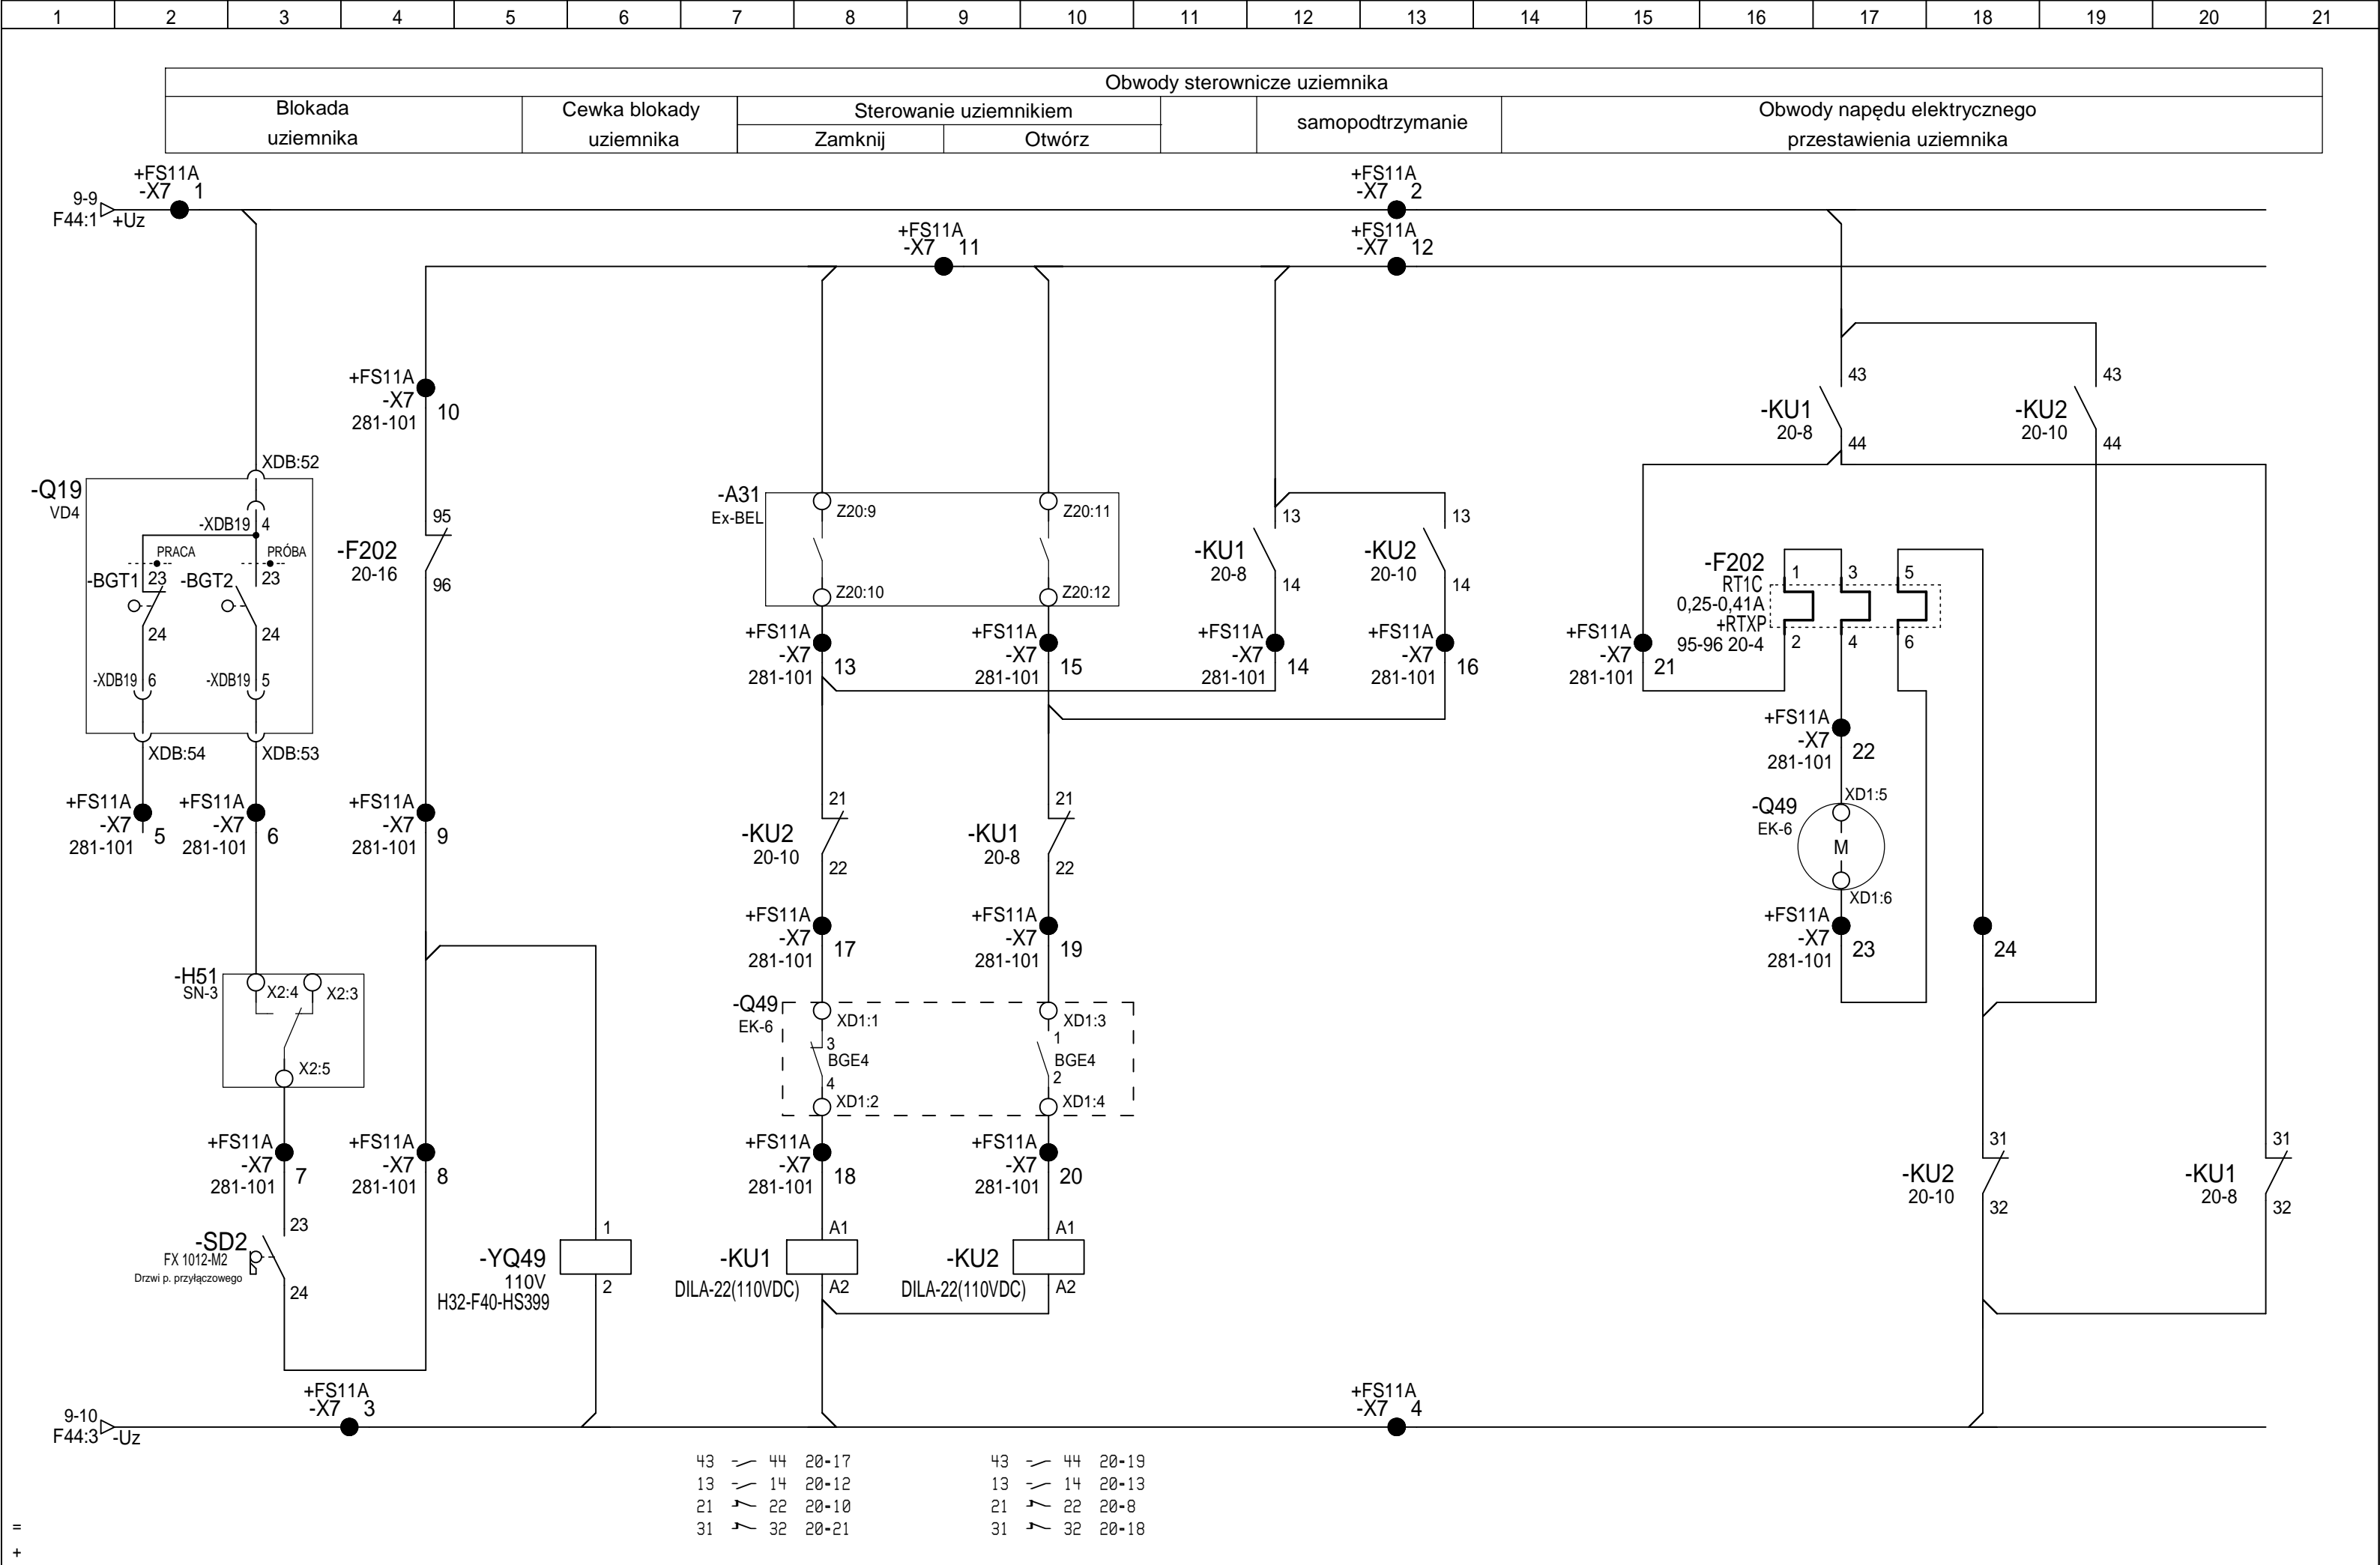 1 2 3 4 5 6 7 8 9 10 11 12 13 14 15 16 17 18 19 20 21
Obwody sterownicze uziemnika
Blokada
uziemnika
Cewka blokady
uziemnika
Sterowanie uziemnikiem
Zamknij
Otwórz
samopodtrzymanie
Obwody napędu elektrycznego
przestawienia uziemnika
9-9
F44:1
+Uz
+FS11A
-X7 1
+FS11A
-X7 2
+FS11A
-X7 11
+FS11A
-X7 12
+FS11A
-X7
281-101
10
XDB:52
-Q19
VD4
-XDB19 4
PRACA
PRÓBA
-BGT1 23
24
-BGT2 23
24
-XDB19 6
-XDB19 5
XDB:54
XDB:53
+FS11A
-X7
281-101
5
+FS11A
-X7
281-101
6
95
-F202
20-16
96
+FS11A
-X7
281-101
9
-H51
SN-3
X2:4
X2:3
X2:5
+FS11A
-X7
281-101
7
+FS11A
-X7
281-101
8
23
-SD2
FX 1012-M2
Drzwi p. przyłączowego
24
1
-YQ49
110V
H32-F40-HS399
2
-A31
Ex-BEL
Z20:9
Z20:11
Z20:10
Z20:12
+FS11A
-X7
281-101
13
+FS11A
-X7
281-101
15
13
-KU1
20-8
14
13
-KU2
20-10
14
+FS11A
-X7
281-101
14
+FS11A
-X7
281-101
16
21
-KU2
20-10
22
21
-KU1
20-8
22
+FS11A
-X7
281-101
17
+FS11A
-X7
281-101
19
-Q49
EK-6
XD1:1
3
BGE4
4
XD1:2
XD1:3
1
BGE4
2
XD1:4
+FS11A
-X7
281-101
18
+FS11A
-X7
281-101
20
A1
-KU1
DILA-22(110VDC)
A2
A1
-KU2
DILA-22(110VDC)
A2
43
-KU1
20-8
44
43
-KU2
20-10
44
-F202
RT1C
0,25-0,41A
+RTXP
95-96 20-4
1 3 5
2 4 6
+FS11A
-X7
281-101
21
+FS11A
-X7
281-101
22
-Q49
EK-6
XD1:5
M
XD1:6
+FS11A
-X7
281-101
23
24
31
-KU2
20-10
32
31
-KU1
20-8
32
9-10
F44:3
-Uz
+FS11A
-X7 3
+FS11A
-X7 4
43 44 20-17
13 14 20-12
21 22 20-10
31 32 20-21
43 44 20-19
13 14 20-13
21 22 20-8
31 32 20-18
=
+